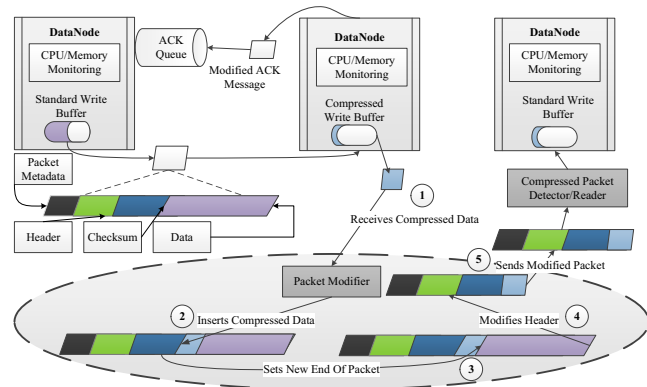 DataNode
CPU/Memory
Monitoring
Standard Write
Buffer
ACK
Queue
Modified ACK
Message
DataNode
CPU/Memory
Monitoring
Compressed
Write Buffer
DataNode
CPU/Memory
Monitoring
Standard Write
Buffer
Packet
Metadata
Header
Checksum
Data
1
Receives Compressed Data
Compressed Packet
Detector/Reader
Packet Modifier
5
Sends Modified Packet
2
Inserts Compressed Data
Modifies Header
4
Sets New End Of Packet
3